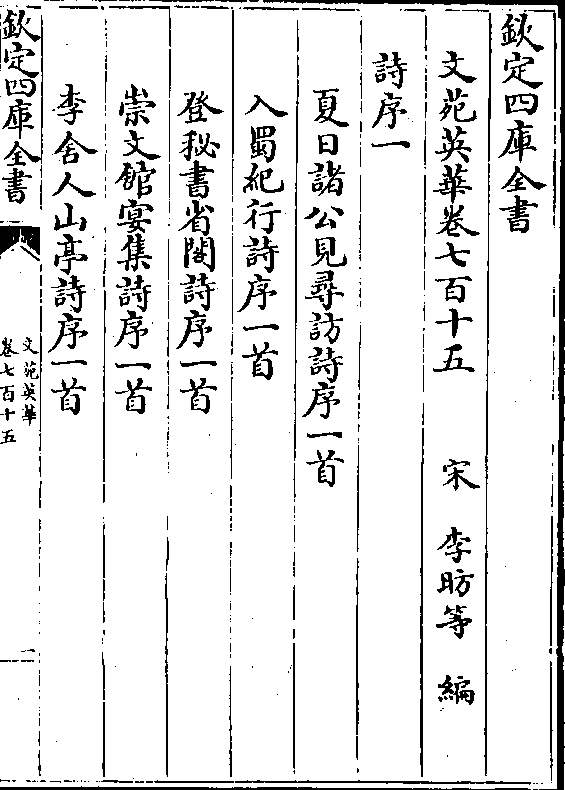 欽定四庫全書
文苑英華卷七百十五　宋　李昉等　編
詩序一
夏日諸公見尋訪詩序一首
入蜀紀行詩序一首
登秘書省閣詩序一首
崇文館宴集詩序一首
李舍人山亭詩序一首
欽定四庫全書
文苑英華
卷七百十五
一